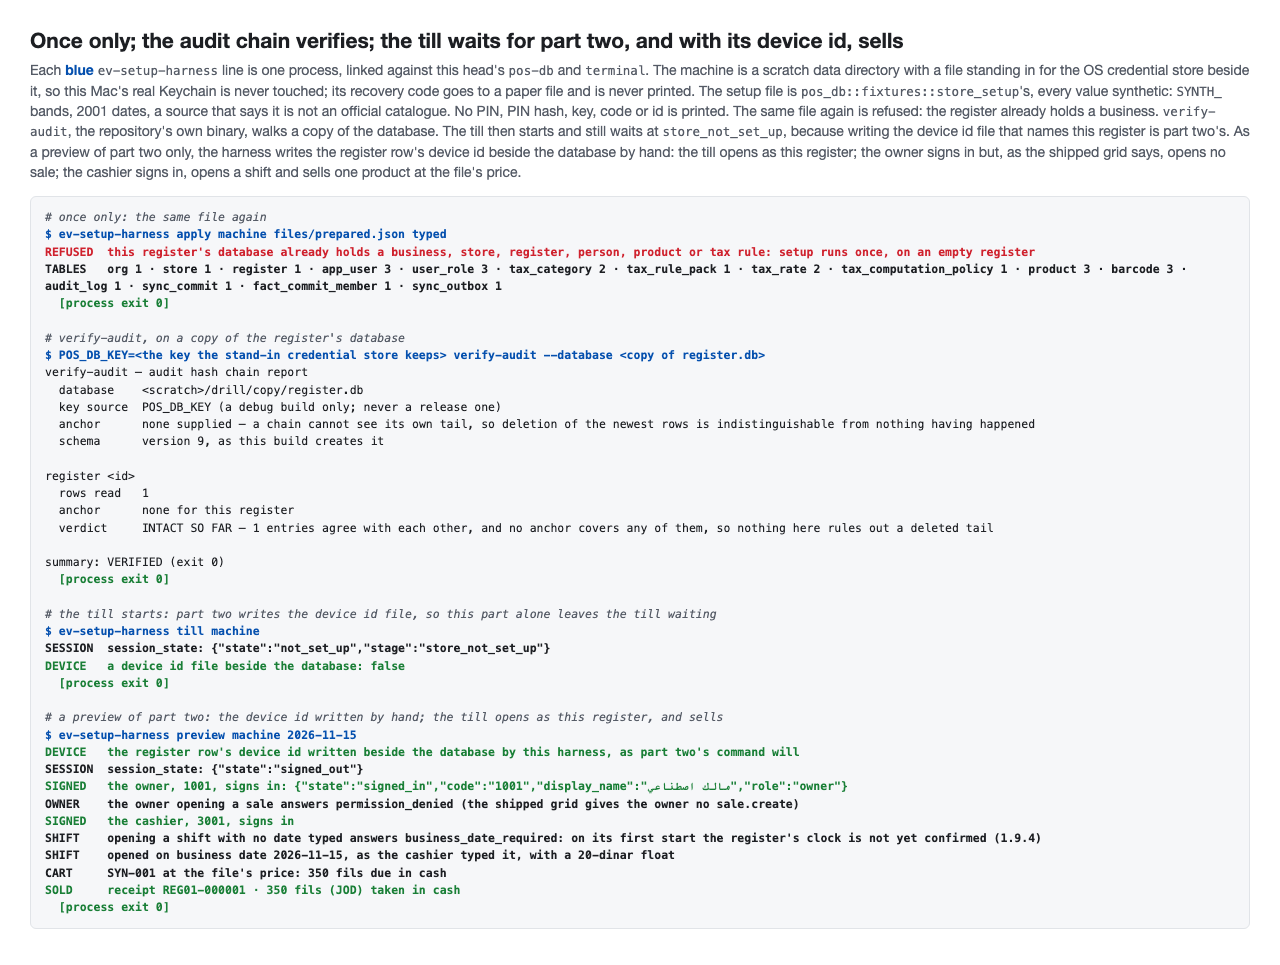 Once only; the audit chain verifies; the till waits for part two, and with its device id, sells
Each blue ev-setup-harness line is one process, linked against this head's pos-db and terminal. The machine is a scratch data directory with a file standing in for the OS credential store beside
it, so this Mac's real Keychain is never touched; its recovery code goes to a paper file and is never printed. The setup file is pos_db::fixtures::store_setup's, every value synthetic: SYNTH_
bands, 2001 dates, a source that says it is not an official catalogue. No PIN, PIN hash, key, code or id is printed. The same file again is refused: the register already holds a business. verify-
audit, the repository's own binary, walks a copy of the database. The till then starts and still waits at store_not_set_up, because writing the device id file that names this register is part two's. As
a preview of part two only, the harness writes the register row's device id beside the database by hand: the till opens as this register; the owner signs in but, as the shipped grid says, opens no
sale; the cashier signs in, opens a shift and sells one product at the file's price.
# once only: the same file again
$ ev-setup-harness apply machine files/prepared.json typed
REFUSED  this register's database already holds a business, store, register, person, product or tax rule: setup runs once, on an empty register
TABLES   org 1 · store 1 · register 1 · app_user 3 · user_role 3 · tax_category 2 · tax_rule_pack 1 · tax_rate 2 · tax_computation_policy 1 · product 3 · barcode 3 ·
audit_log 1 · sync_commit 1 · fact_commit_member 1 · sync_outbox 1
[process exit 0]
# verify-audit, on a copy of the register's database
$ POS_DB_KEY=<the key the stand-in credential store keeps> verify-audit --database <copy of register.db>
verify-audit — audit hash chain report
database    <scratch>/drill/copy/register.db
key source  POS_DB_KEY (a debug build only; never a release one)
anchor      none supplied — a chain cannot see its own tail, so deletion of the newest rows is indistinguishable from nothing having happened
schema      version 9, as this build creates it
register <id>
rows read   1
anchor      none for this register
verdict     INTACT SO FAR — 1 entries agree with each other, and no anchor covers any of them, so nothing here rules out a deleted tail
summary: VERIFIED (exit 0)
[process exit 0]
# the till starts: part two writes the device id file, so this part alone leaves the till waiting
$ ev-setup-harness till machine
SESSION  session_state: {"state":"not_set_up","stage":"store_not_set_up"}
DEVICE   a device id file beside the database: false
[process exit 0]
# a preview of part two: the device id written by hand; the till opens as this register, and sells
$ ev-setup-harness preview machine 2026-11-15
DEVICE   the register row's device id written beside the database by this harness, as part two's command will
SESSION  session_state: {"state":"signed_out"}
SIGNED   the owner, 1001, signs in: {"state":"signed_in","code":"1001","display_name":"مالك اصطناعي","role":"owner"}
OWNER    the owner opening a sale answers permission_denied (the shipped grid gives the owner no sale.create)
SIGNED   the cashier, 3001, signs in
SHIFT    opening a shift with no date typed answers business_date_required: on its first start the register's clock is not yet confirmed (1.9.4)
SHIFT    opened on business date 2026-11-15, as the cashier typed it, with a 20-dinar float
CART     SYN-001 at the file's price: 350 fils due in cash
SOLD     receipt REG01-000001 · 350 fils (JOD) taken in cash
[process exit 0]